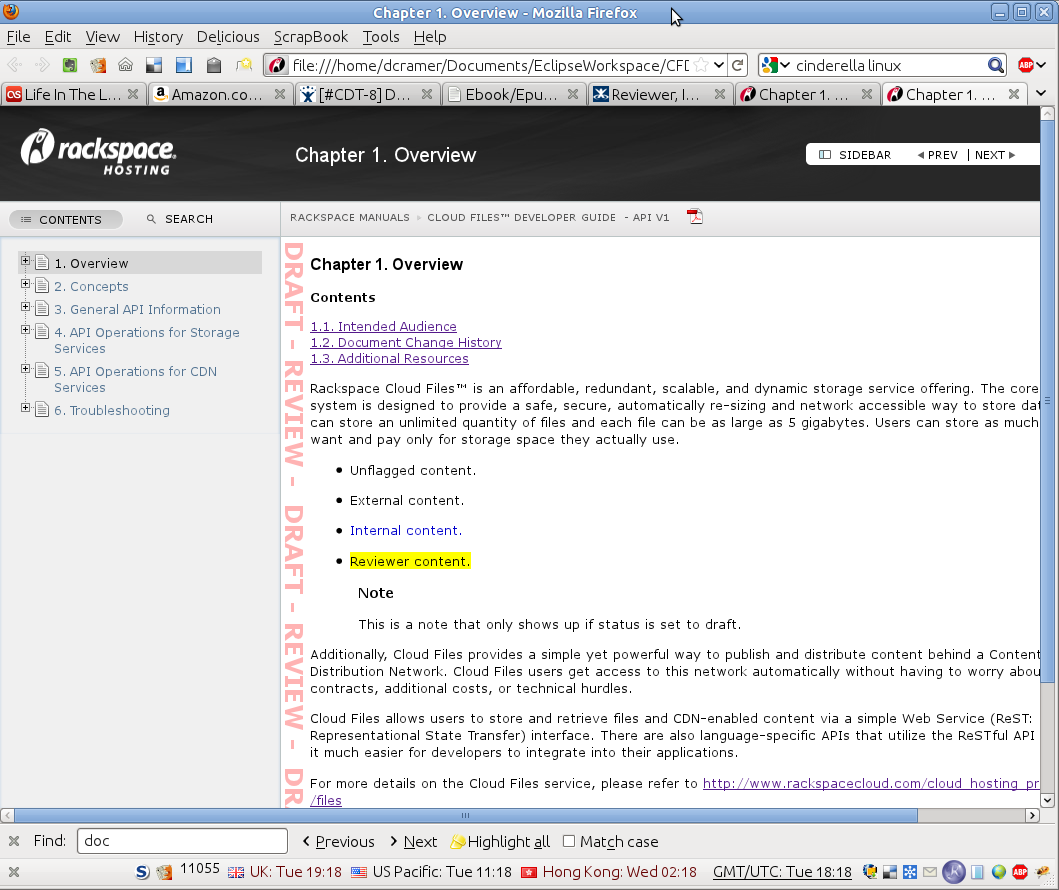 Chapter 1. Overview - Mozilla Firefox
File Edit View History Delicious ScrapBook Tools Help
file:///home/dcramer/Documents/EclipseWorkspace/CFD
cinderella linux
ABP
Life In The L... Amazon.co... [#CDT-8] D... Ebook/Epu... Reviewer, I... Chapter 1. ... Chapter 1. ...
rackspace.
HOSTING
Chapter 1. Overview
SIDEBAR PREV | NEXT
CONTENTS SEARCH
RACKSPACE MANUALS » CLOUD FILES™ DEVELOPER GUIDE - API V1
1. Overview
2. Concepts
3. General API Information
4. API Operations for Storage
Services
5. API Operations for CDN
Services
6. Troubleshooting
DRAFT - REVIEW - DRAFT - REVIEW - DR
Chapter 1. Overview
Contents
1.1. Intended Audience
1.2. Document Change History
1.3. Additional Resources
Rackspace Cloud Files™ is an affordable, redundant, scalable, and dynamic storage service offering. The core
system is designed to provide a safe, secure, automatically re-sizing and network accessible way to store dat
can store an unlimited quantity of files and each file can be as large as 5 gigabytes. Users can store as much
want and pay only for storage space they actually use.
• Unflagged content.
• External content.
• Internal content.
• Reviewer content.
Note
This is a note that only shows up if status is set to draft.
Additionally, Cloud Files provides a simple yet powerful way to publish and distribute content behind a Content
Distribution Network. Cloud Files users get access to this network automatically without having to worry abou
contracts, additional costs, or technical hurdles.
Cloud Files allows users to store and retrieve files and CDN-enabled content via a simple Web Service (ReST:
Representational State Transfer) interface. There are also language-specific APIs that utilize the ReSTful API
it much easier for developers to integrate into their applications.
For more details on the Cloud Files service, please refer to http://www.rackspacecloud.com/cloud_hosting_pr
/files
Find: doc Previous Next Highlight all Match case
S 11055 UK: Tue 19:18 US Pacific: Tue 11:18 Hong Kong: Wed 02:18 GMT/UTC: Tue 18:18 ABP